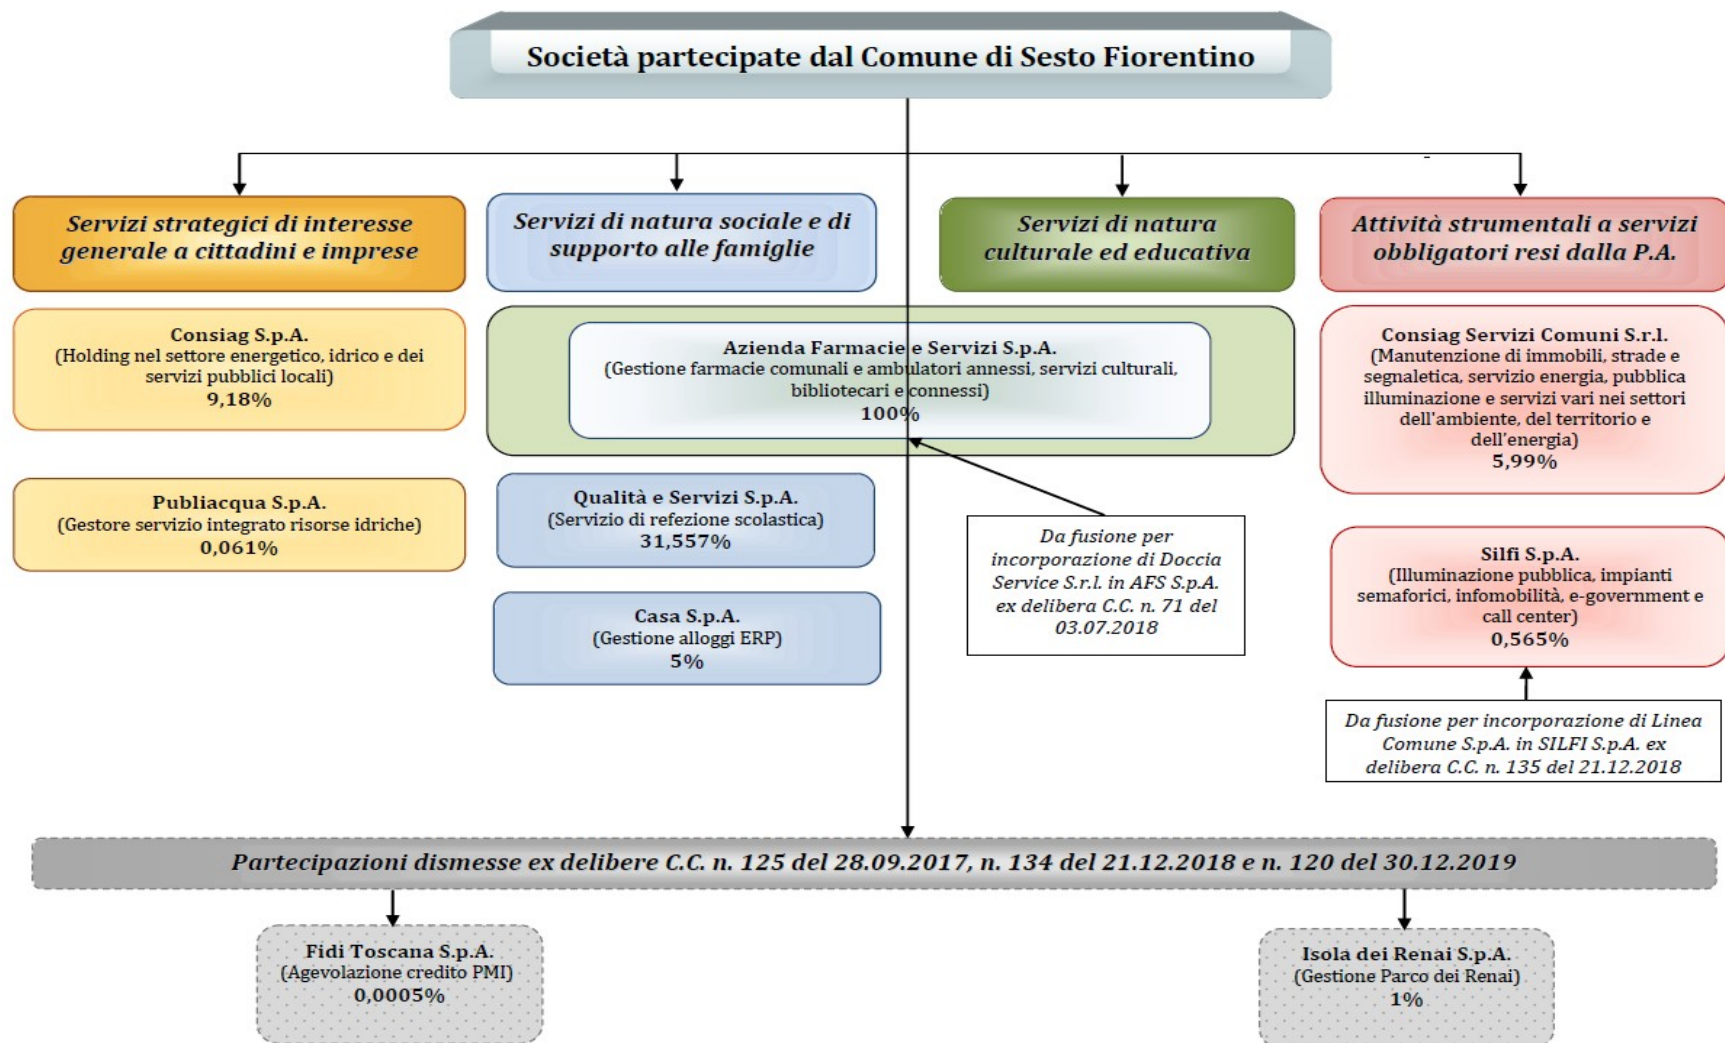 Società partecipate dal Comune di Sesto Fiorentino
Servizi strategici di interesse
generale a cittadini e imprese
Servizi di natura sociale e di
supporto alle famiglie
Servizi di natura
culturale ed educativa
Attività strumentali a servizi
obbligatori resi dalla P.A.
Consiag S.p.A.
(Holding nel settore energetico, idrico e dei
servizi pubblici locali)
9,18%
Azienda Farmacie e Servizi S.p.A.
(Gestione farmacie comunali e ambulatori annessi, servizi culturali,
bibliotecari e connessi)
100%
Consiag Servizi Comuni S.r.l.
(Manutenzione di immobili, strade e
segnaletica, servizio energia, pubblica
illuminazione e servizi vari nei settori
dell'ambiente, del territorio e
dell'energia)
5,99%
Publiacqua S.p.A.
(Gestore servizio integrato risorse idriche)
0,061%
Qualità e Servizi S.p.A.
(Servizio di refezione scolastica)
31,557%
Da fusione per
incorporazione di Doccia
Service S.r.l. in AFS S.p.A.
ex delibera C.C. n. 71 del
03.07.2018
Silfi S.p.A.
(Illuminazione pubblica, impianti
semaforici, infomobilità, e-government e
call center)
0,565%
Casa S.p.A.
(Gestione alloggi ERP)
5%
Da fusione per incorporazione di Linea
Comune S.p.A. in SILFI S.p.A. ex
delibera C.C. n. 135 del 21.12.2018
Partecipazioni dismesse ex delibere C.C. n. 125 del 28.09.2017, n. 134 del 21.12.2018 e n. 120 del 30.12.2019
Fidi Toscana S.p.A.
(Agevolazione credito PMI)
0,0005%
Isola dei Renai S.p.A.
(Gestione Parco dei Renai)
1%